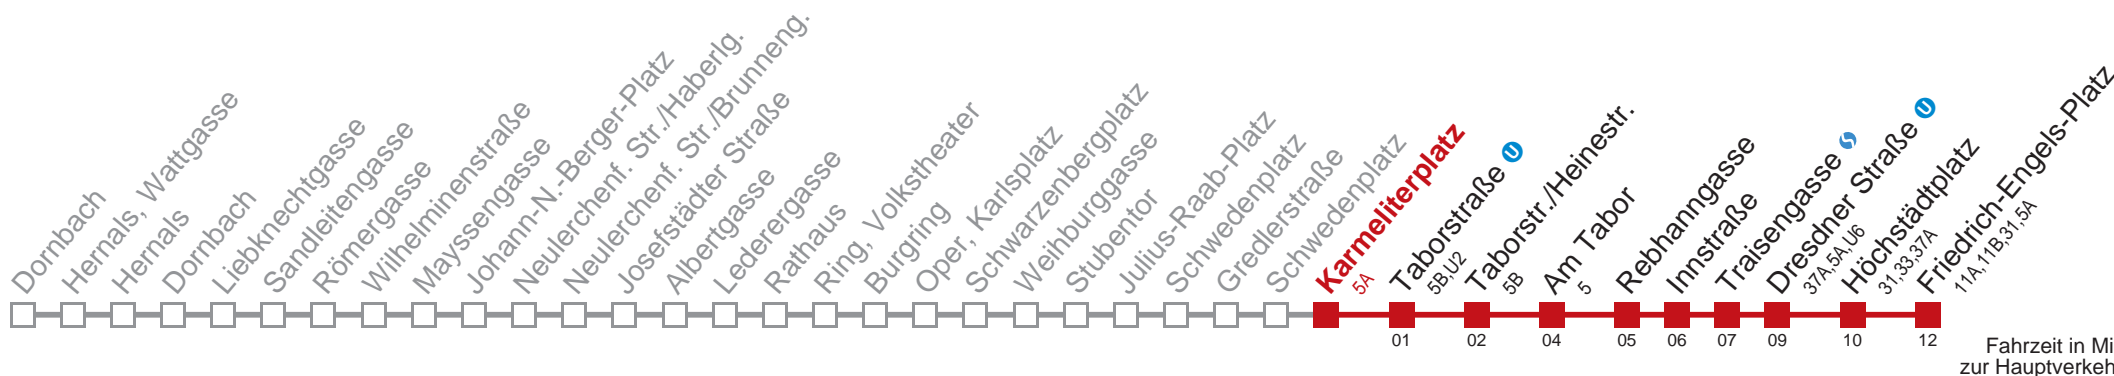 Dornbach
Hernals, Wattgasse
Hernals
Dornbach
Liebknechtgasse
Sandleitengasse
Römergasse
Wilhelminenstraße
Mayssengasse
Johann-N.-Berger-Platz
Neulerchenf. Str./Haberlg.
Neulerchenf. Str./Brunneng.
Josefstädter Straße
Albertgasse
Lederergasse
Rathaus
Ring, Volkstheater
Burgring
Oper, Karlsplatz
Schwarzenbergplatz
Weihburggasse
Stubentor
Julius-Raab-Platz
Schwedenplatz
Gredlerstraße
Schwedenplatz
Karmeliterplatz
5A
Taborstraße U
5B,U2
Taborstr./Heinestr.
5B
Am Tabor
5
Rebhanngasse
Innstraße
Traisengasse
Dresdner Straße U
37A,5A,U6
Höchstädtplatz
31,33,37A
Friedrich-Engels-Platz
11A,11B,31,5A
01 02 04 05 06 07 09 10 12
Fahrzeit in Mi
zur Hauptverkeh